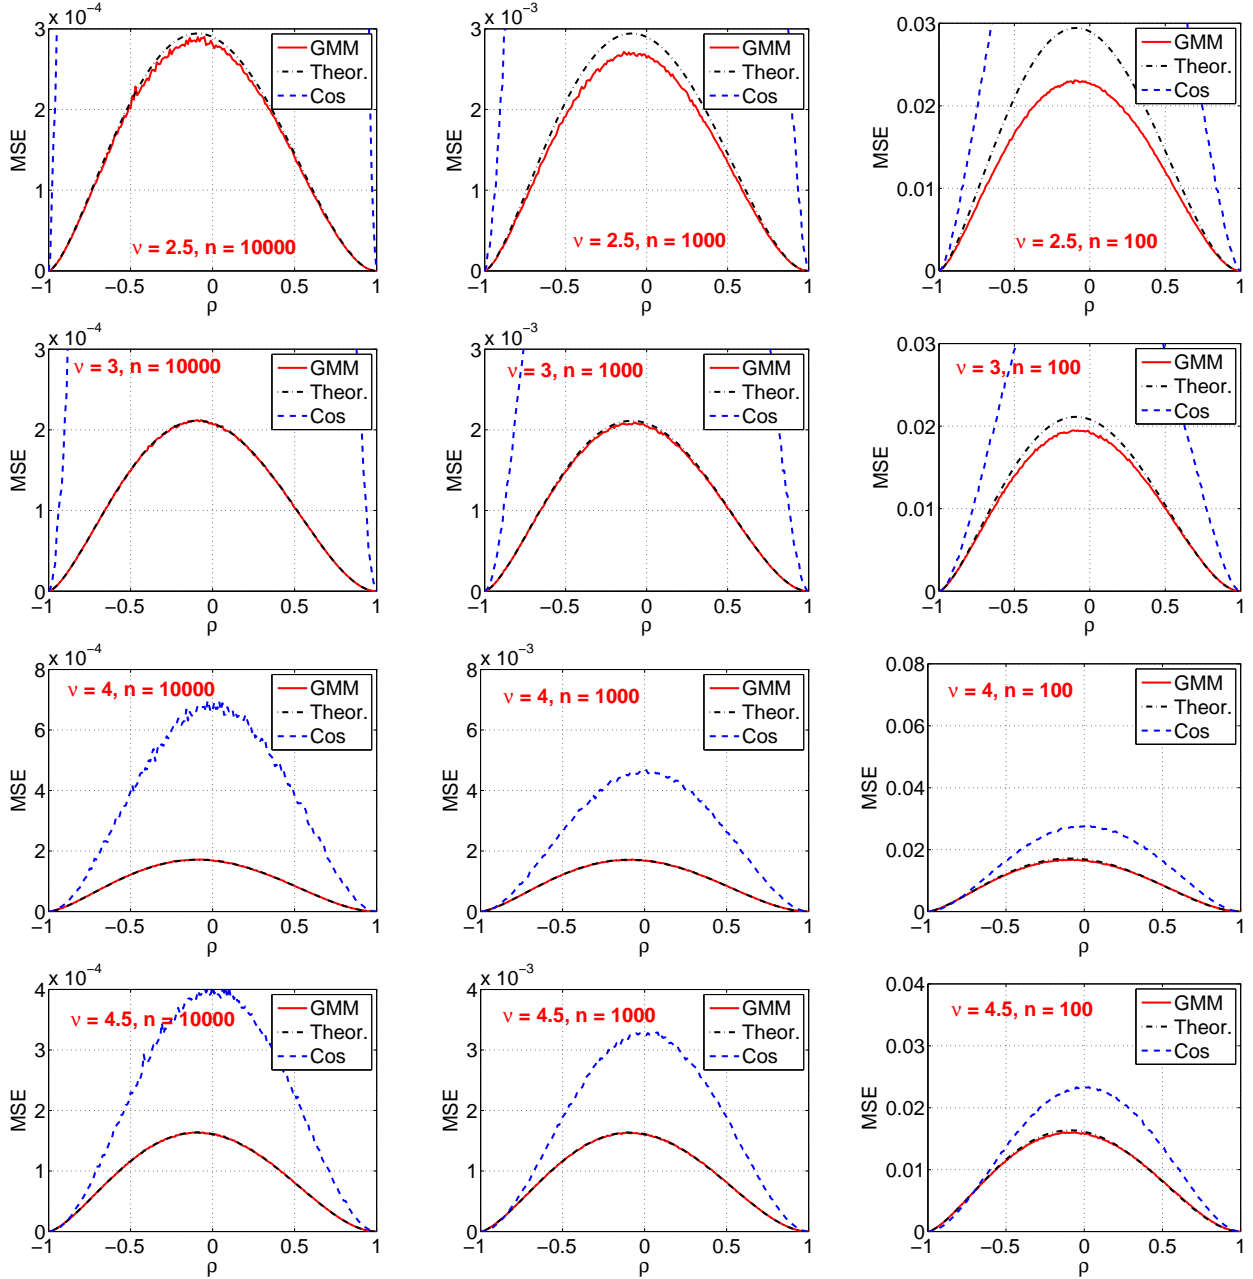 x 10⁻⁴
3
2
1
0
MSE
−1
−0.5
0
0.5
1
ρ
GMM
Theor.
Cos
ν = 2.5, n = 10000
x 10⁻³
3
2
1
0
MSE
−1
−0.5
0
0.5
1
ρ
GMM
Theor.
Cos
ν = 2.5, n = 1000
0.03
0.02
0.01
0
MSE
−1
−0.5
0
0.5
1
ρ
GMM
Theor.
Cos
ν = 2.5, n = 100
x 10⁻⁴
3
2
1
0
MSE
−1
−0.5
0
0.5
1
ρ
GMM
Theor.
Cos
ν = 3, n = 10000
x 10⁻³
3
2
1
0
MSE
−1
−0.5
0
0.5
1
ρ
GMM
Theor.
Cos
ν = 3, n = 1000
0.03
0.02
0.01
0
MSE
−1
−0.5
0
0.5
1
ρ
GMM
Theor.
Cos
ν = 3, n = 100
x 10⁻⁴
8
6
4
2
0
MSE
−1
−0.5
0
0.5
1
ρ
GMM
Theor.
Cos
ν = 4, n = 10000
x 10⁻³
8
6
4
2
0
MSE
−1
−0.5
0
0.5
1
ρ
GMM
Theor.
Cos
ν = 4, n = 1000
0.08
0.06
0.04
0.02
0
MSE
−1
−0.5
0
0.5
1
ρ
GMM
Theor.
Cos
ν = 4, n = 100
x 10⁻⁴
4
3
2
1
0
MSE
−1
−0.5
0
0.5
1
ρ
GMM
Theor.
Cos
ν = 4.5, n = 10000
x 10⁻³
4
3
2
1
0
MSE
−1
−0.5
0
0.5
1
ρ
GMM
Theor.
Cos
ν = 4.5, n = 1000
0.04
0.03
0.02
0.01
0
MSE
−1
−0.5
0
0.5
1
ρ
GMM
Theor.
Cos
ν = 4.5, n = 100